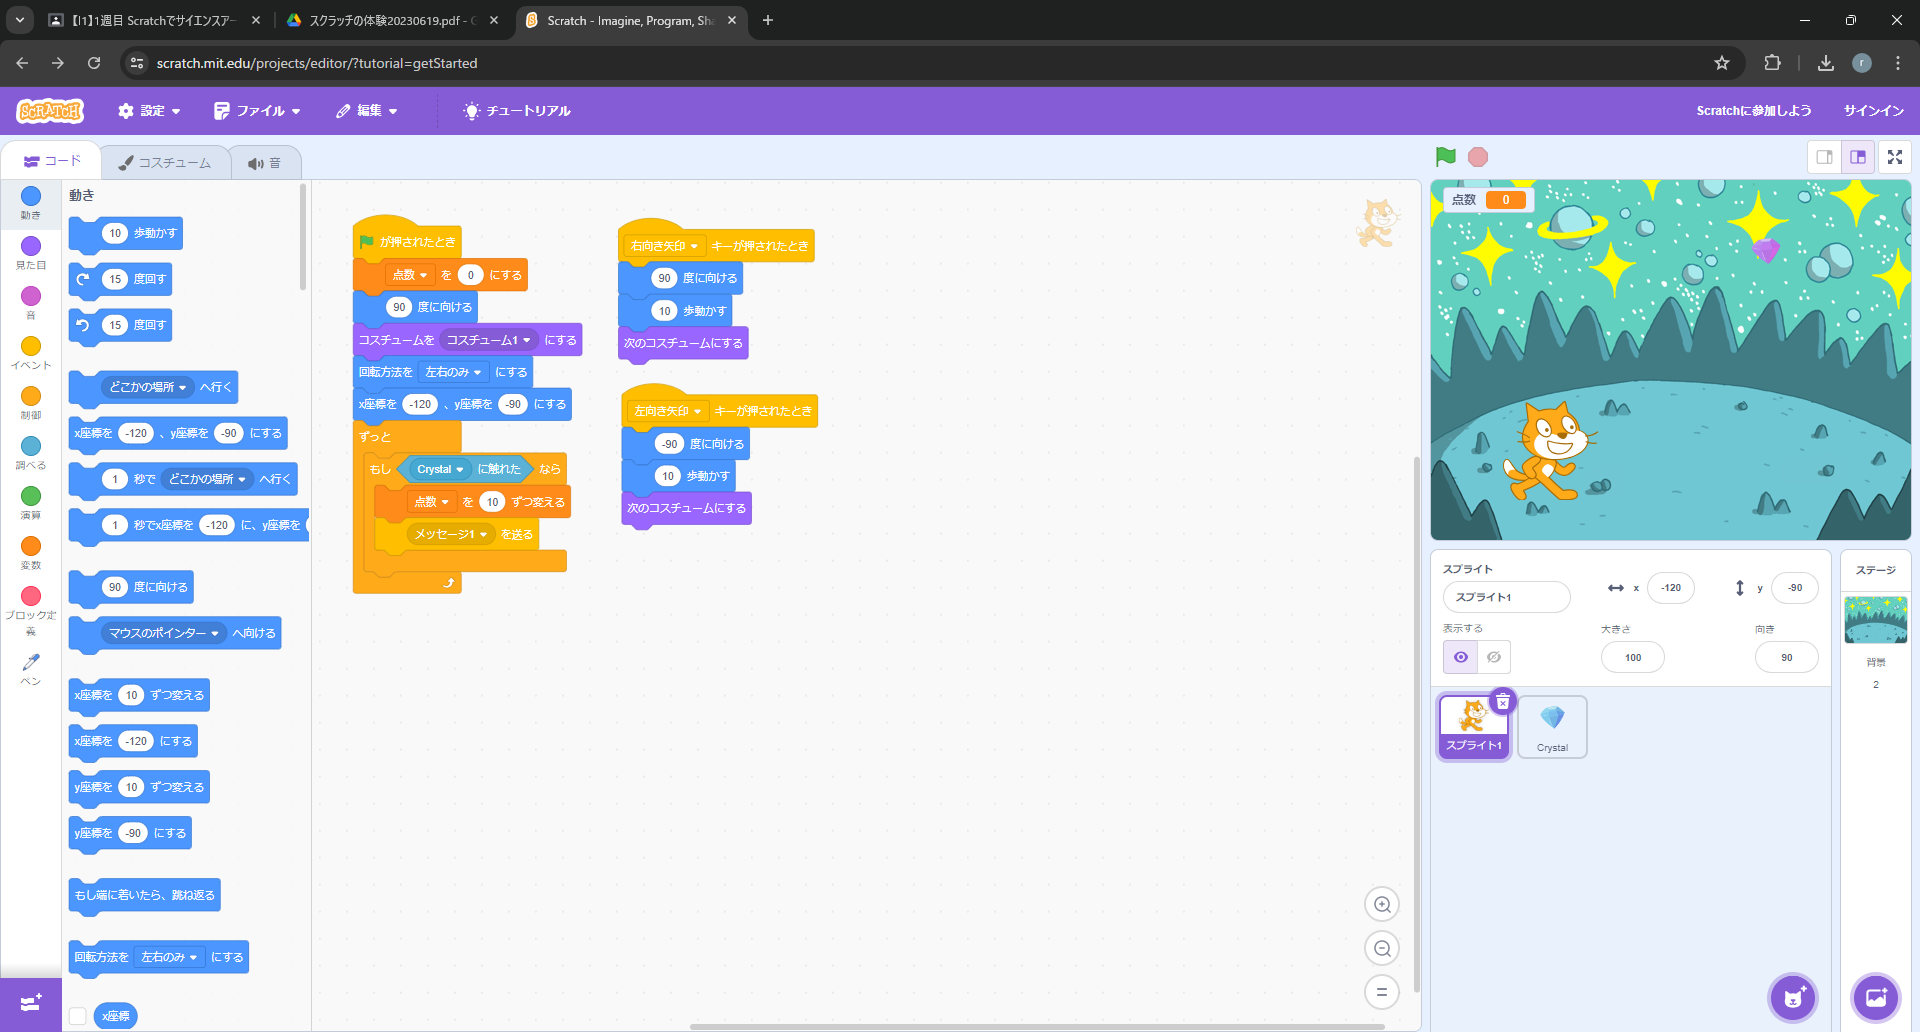 【I1】1週目 Scratchでサイエンスアー
スクラッチの体験20230619.pdf - G
Scratch - Imagine, Program, Sh
scratch.mit.edu/projects/editor/?tutorial=getStarted
r
SCRATCH
設定
ファイル
編集
チュートリアル
Scratchに参加しよう
サインイン
コード
コスチューム
音
動き
見た目
音
イベント
制御
調べる
演算
変数
ブロック定義
ペン
動き
10 歩動かす
15 度回す
15 度回す
どこかの場所 へ行く
x座標を -120 、y座標を -90 にする
1 秒で どこかの場所 へ行く
1 秒でx座標を -120 に、y座標を
90 度に向ける
マウスのポインター へ向ける
x座標を 10 ずつ変える
x座標を -120 にする
y座標を 10 ずつ変える
y座標を -90 にする
もし端に着いたら、跳ね返る
回転方法を 左右のみ にする
x座標
が押されたとき
点数 を 0 にする
90 度に向ける
コスチュームを コスチューム1 にする
回転方法を 左右のみ にする
x座標を -120 、y座標を -90 にする
ずっと
もし Crystal に触れた なら
点数 を 10 ずつ変える
メッセージ1 を送る
右向き矢印 キーが押されたとき
90 度に向ける
10 歩動かす
次のコスチュームにする
左向き矢印 キーが押されたとき
-90 度に向ける
10 歩動かす
次のコスチュームにする
点数 0
スプライト
スプライト1
x -120
y -90
表示する
大きさ
100
向き
90
スプライト1
Crystal
ステージ
背景
2